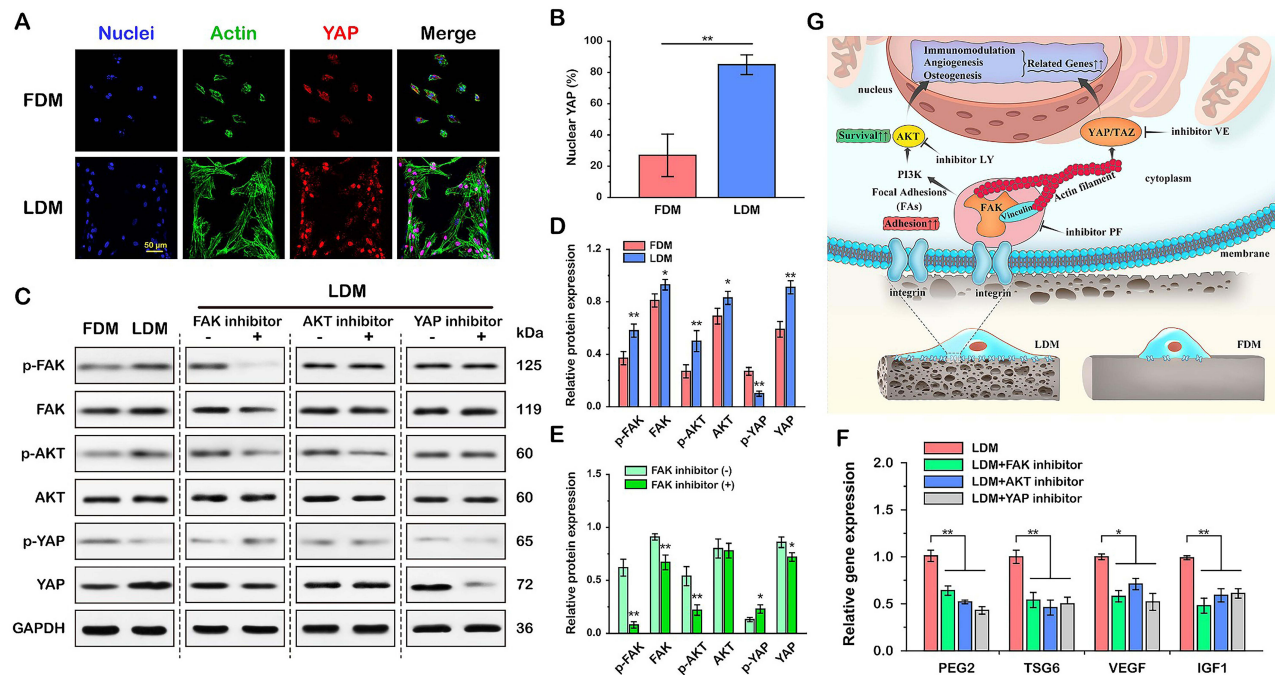 A
Nuclei
Actin
YAP
Merge
FDM
LDM
50 μm
B
Nuclear YAP (%)
100
80
60
40
20
0
**
FDM
LDM
C
LDM
FDM
LDM
FAK inhibitor
AKT inhibitor
YAP inhibitor
kDa
-
+
-
+
-
+
p-FAK
125
FAK
119
p-AKT
60
AKT
60
p-YAP
65
YAP
72
GAPDH
36
D
Relative protein expression
1.2
0.8
0.4
0.0
FDM
LDM
**
*
**
*
**
**
p-FAK
FAK
p-AKT
AKT
p-YAP
YAP
E
Relative protein expression
1.5
1.0
0.5
0.0
FAK inhibitor (-)
FAK inhibitor (+)
**
**
**
*
*
p-FAK
FAK
p-AKT
AKT
p-YAP
YAP
G
Immunomodulation
Angiogenesis
Osteogenesis
Related Genes↑↑
nucleus
Survival↑↑
AKT
YAP/TAZ
inhibitor VE
inhibitor LY
PI3K
Focal Adhesions
(FAs)
Adhesion↑↑
FAK
Vinculin
Actin filament
cytoplasm
inhibitor PF
membrane
integrin
integrin
LDM
FDM
F
Relative gene expression
2.0
1.5
1.0
0.5
0.0
LDM
LDM+FAK inhibitor
LDM+AKT inhibitor
LDM+YAP inhibitor
**
**
*
**
PEG2
TSG6
VEGF
IGF1